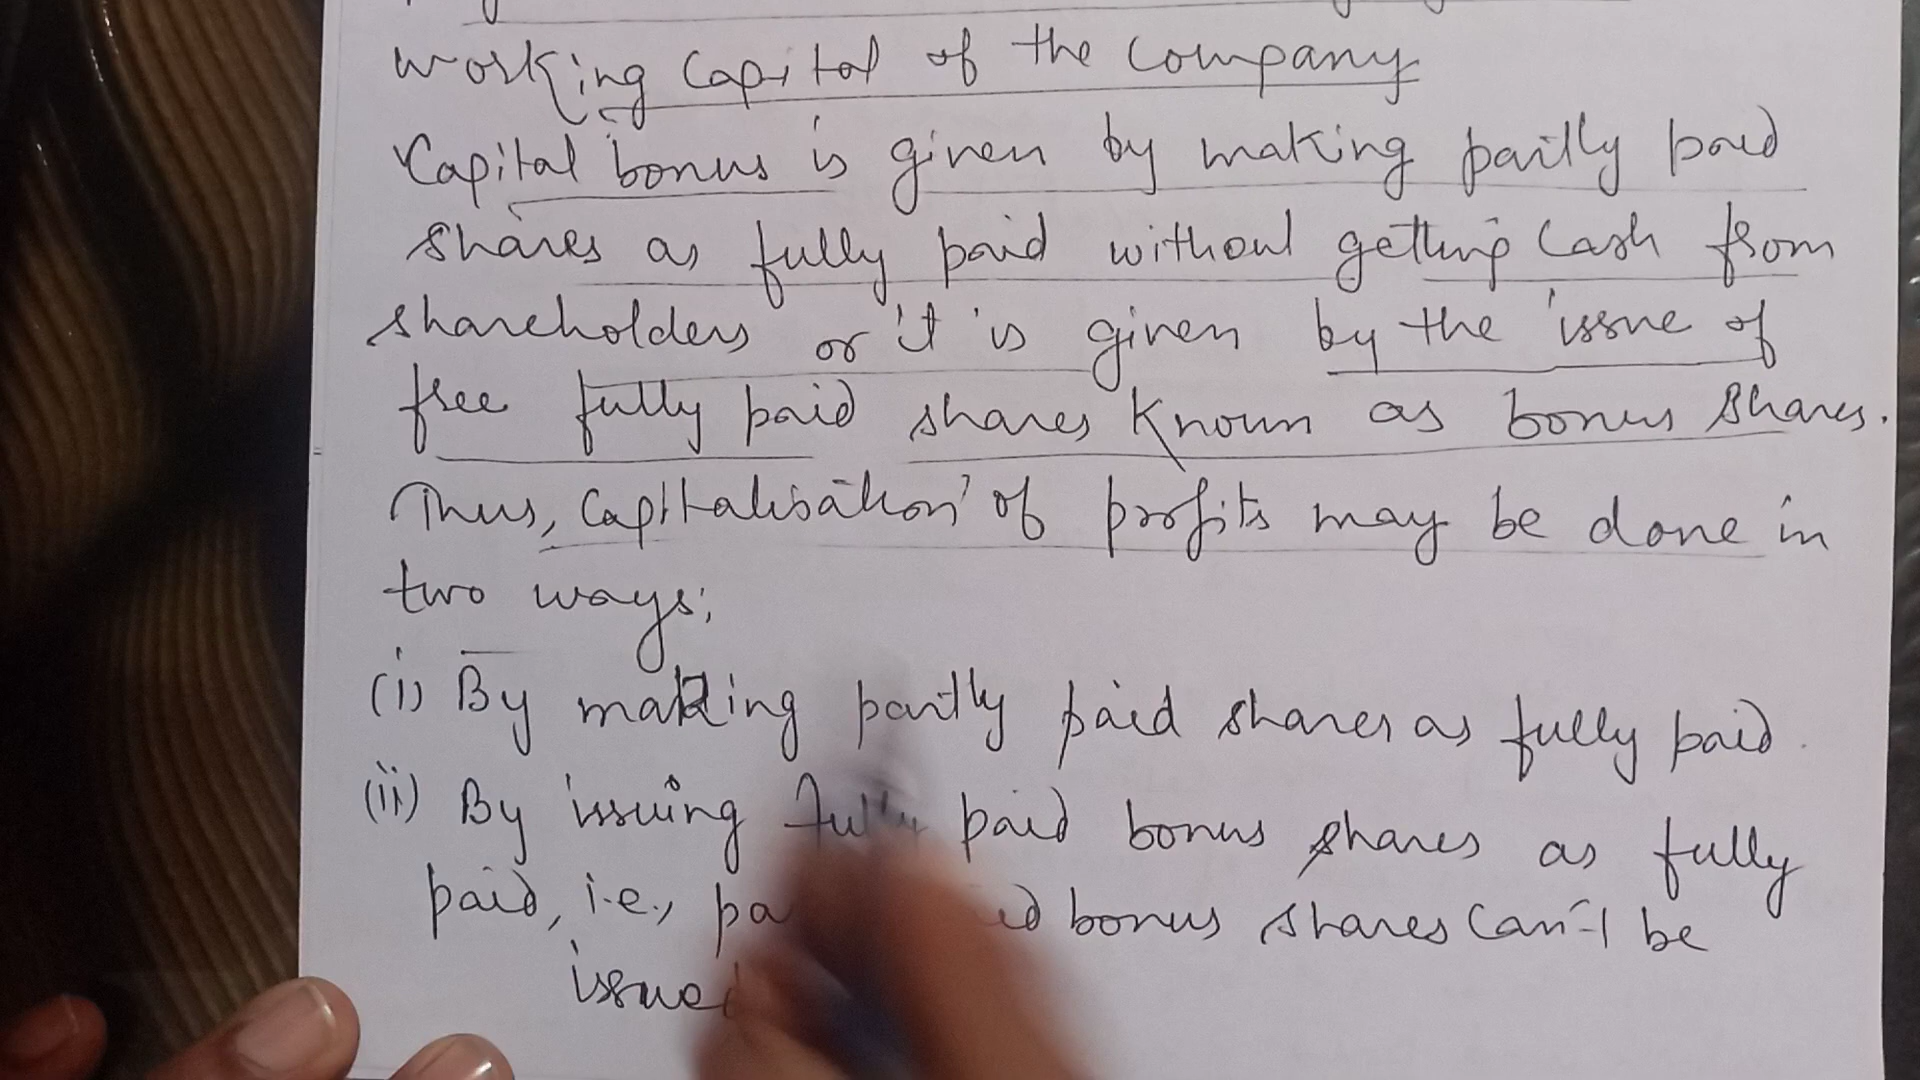 working Capital of the Company
Capital bonus is given by making partly paid
shares as fully paid without getting Cash from
shareholders or it is given by the issue of
free fully paid shares known as bonus shares.
Thus, Capitalisation of profits may be done in
two ways;
(i) By making partly paid shares as fully paid.
(ii) By issuing fully paid bonus shares as fully
paid, i.e., bonus shares can't be
issued